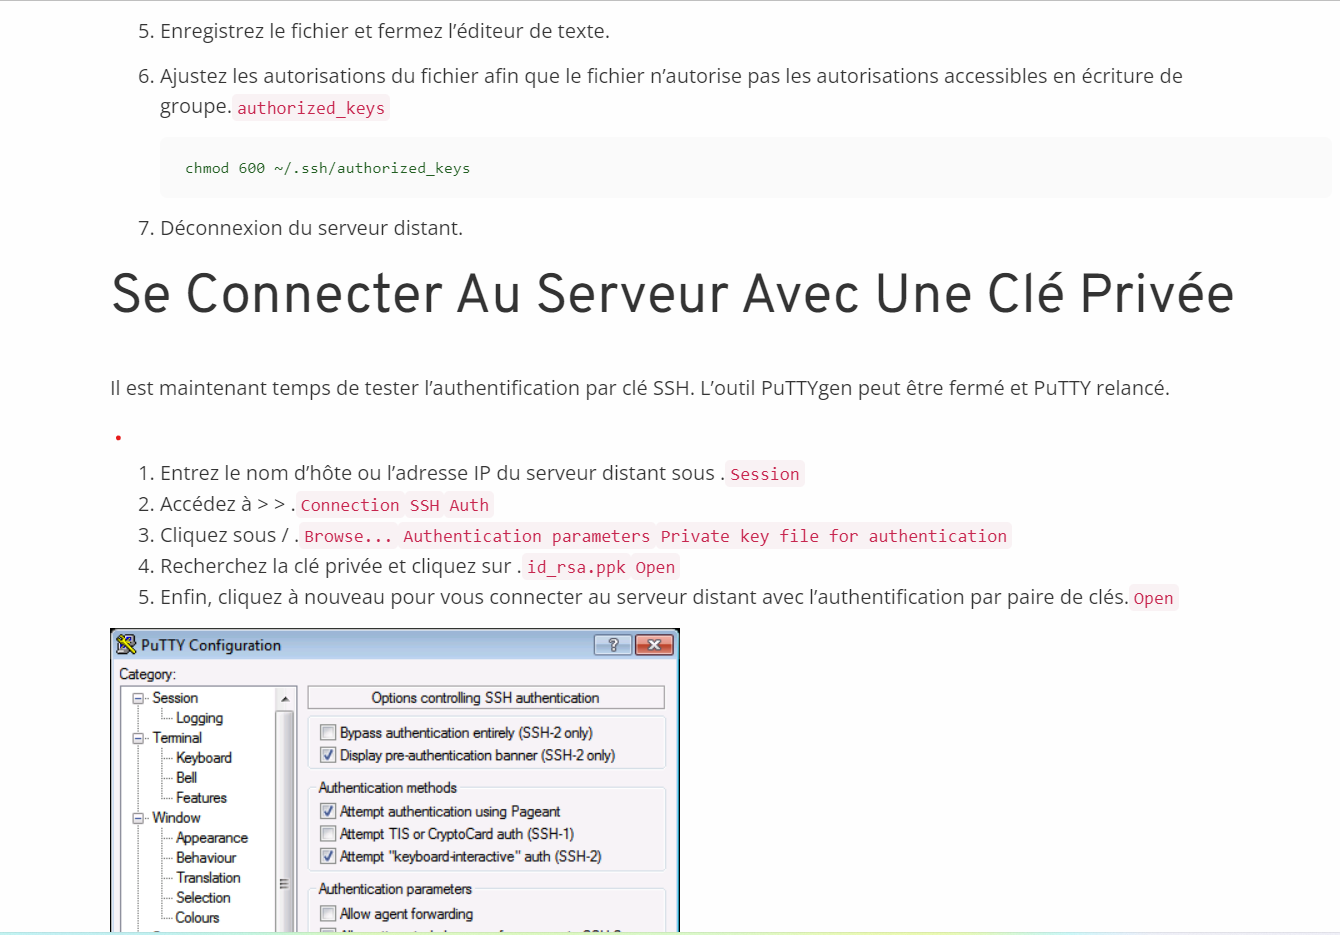 5. Enregistrez le fichier et fermez l’éditeur de texte.
6. Ajustez les autorisations du fichier afin que le fichier n’autorise pas les autorisations accessibles en écriture de
groupe. authorized_keys
chmod 600 ~/.ssh/authorized_keys
7. Déconnexion du serveur distant.
Se Connecter Au Serveur Avec Une Clé Privée
Il est maintenant temps de tester l’authentification par clé SSH. L’outil PuTTYgen peut être fermé et PuTTY relancé.
1. Entrez le nom d’hôte ou l’adresse IP du serveur distant sous . Session
2. Accédez à > > . Connection SSH Auth
3. Cliquez sous / . Browse... Authentication parameters Private key file for authentication
4. Recherchez la clé privée et cliquez sur . id_rsa.ppk Open
5. Enfin, cliquez à nouveau pour vous connecter au serveur distant avec l’authentification par paire de clés. Open
PuTTY Configuration
Category:
Session
Logging
Terminal
Keyboard
Bell
Features
Window
Appearance
Behaviour
Translation
Selection
Colours
Options controlling SSH authentication
Bypass authentication entirely (SSH-2 only)
Display pre-authentication banner (SSH-2 only)
Authentication methods
Attempt authentication using Pageant
Attempt TIS or CryptoCard auth (SSH-1)
Attempt "keyboard-interactive" auth (SSH-2)
Authentication parameters
Allow agent forwarding